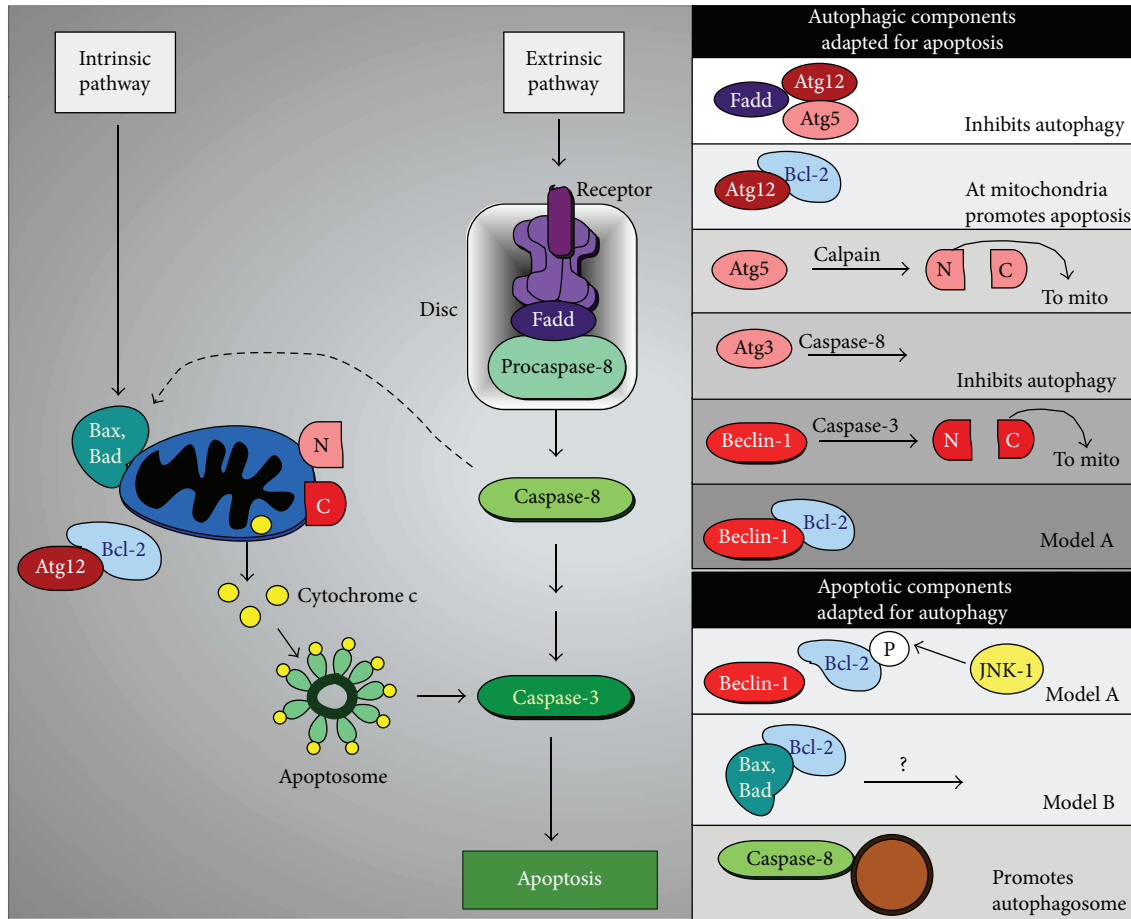 Intrinsic
pathway
Extrinsic
pathway
Receptor
Disc
Fadd
Procaspase-8
Bax,
Bad
N
C
Caspase-8
Bcl-2
Atg12
Cytochrome c
Caspase-3
Apoptosome
Apoptosis
Autophagic components
adapted for apoptosis
Atg12
Fadd
Atg5
Inhibits autophagy
Bcl-2
Atg12
At mitochondria
promotes apoptosis
Atg5
Calpain
N
C
To mito
Atg3
Caspase-8
Inhibits autophagy
Beclin-1
Caspase-3
N
C
To mito
Beclin-1
Bcl-2
Model A
Apoptotic components
adapted for autophagy
P
Bcl-2
Beclin-1
JNK-1
Model A
Bcl-2
Bax,
Bad
?
Model B
Caspase-8
Promotes
autophagosome